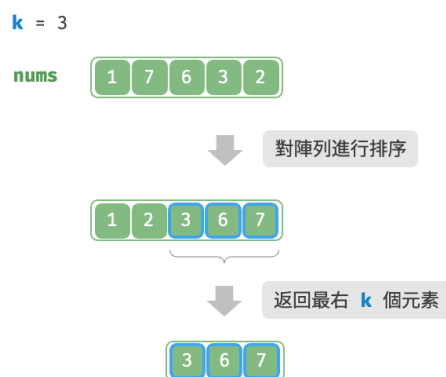 k = 3
nums 1 7 6 3 2
對陣列進行排序
1 2 3 6 7
返回最右 k 個元素
3 6 7